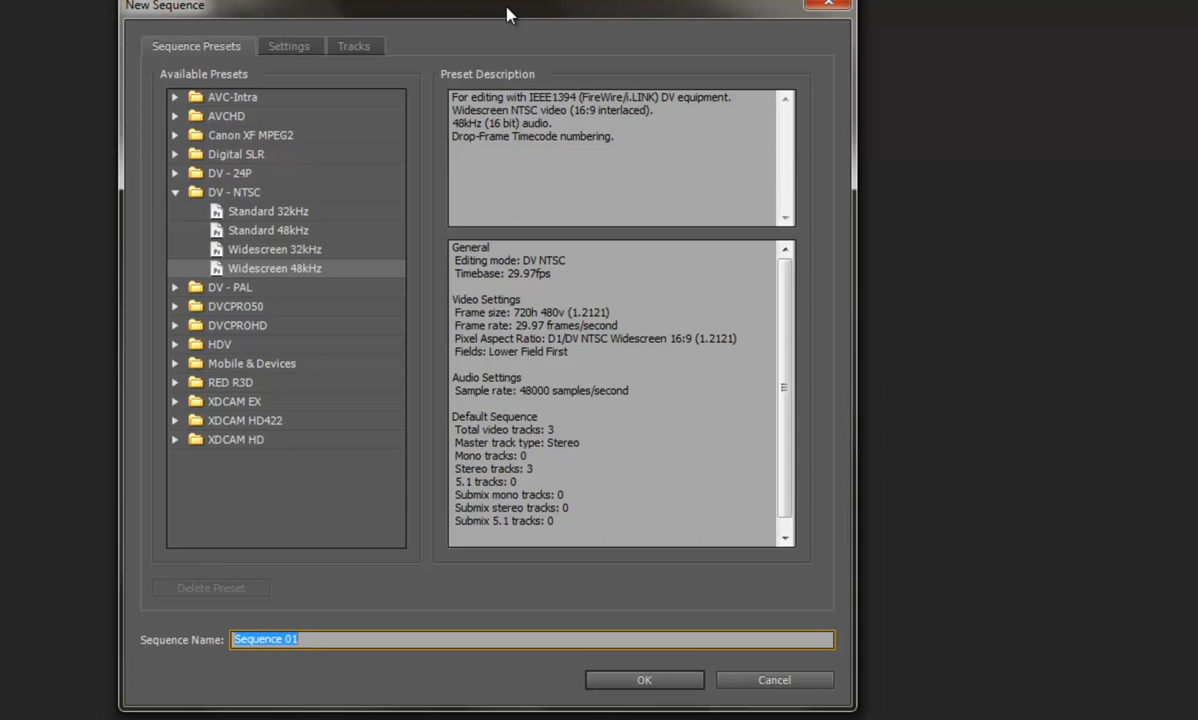 New Sequence
Sequence Presets
Settings
Tracks
Available Presets
AVC-Intra
AVCHD
Canon XF MPEG2
Digital SLR
DV - 24P
DV - NTSC
Standard 32kHz
Standard 48kHz
Widescreen 32kHz
Widescreen 48kHz
DV - PAL
DVCPRO50
DVCPROHD
HDV
Mobile & Devices
RED R3D
XDCAM EX
XDCAM HD422
XDCAM HD
Preset Description
For editing with IEEE1394 (FireWire/i.LINK) DV equipment.
Widescreen NTSC video (16:9 interlaced).
48kHz (16 bit) audio.
Drop-Frame Timecode numbering.
General
Editing mode: DV NTSC
Timebase: 29.97fps
Video Settings
Frame size: 720h 480v (1.2121)
Frame rate: 29.97 frames/second
Pixel Aspect Ratio: D1/DV NTSC Widescreen 16:9 (1.2121)
Fields: Lower Field First
Audio Settings
Sample rate: 48000 samples/second
Default Sequence
Total video tracks: 3
Master track type: Stereo
Mono tracks: 0
Stereo tracks: 3
5.1 tracks: 0
Submix mono tracks: 0
Submix stereo tracks: 0
Submix 5.1 tracks: 0
Delete Preset
Sequence Name: Sequence 01
OK
Cancel